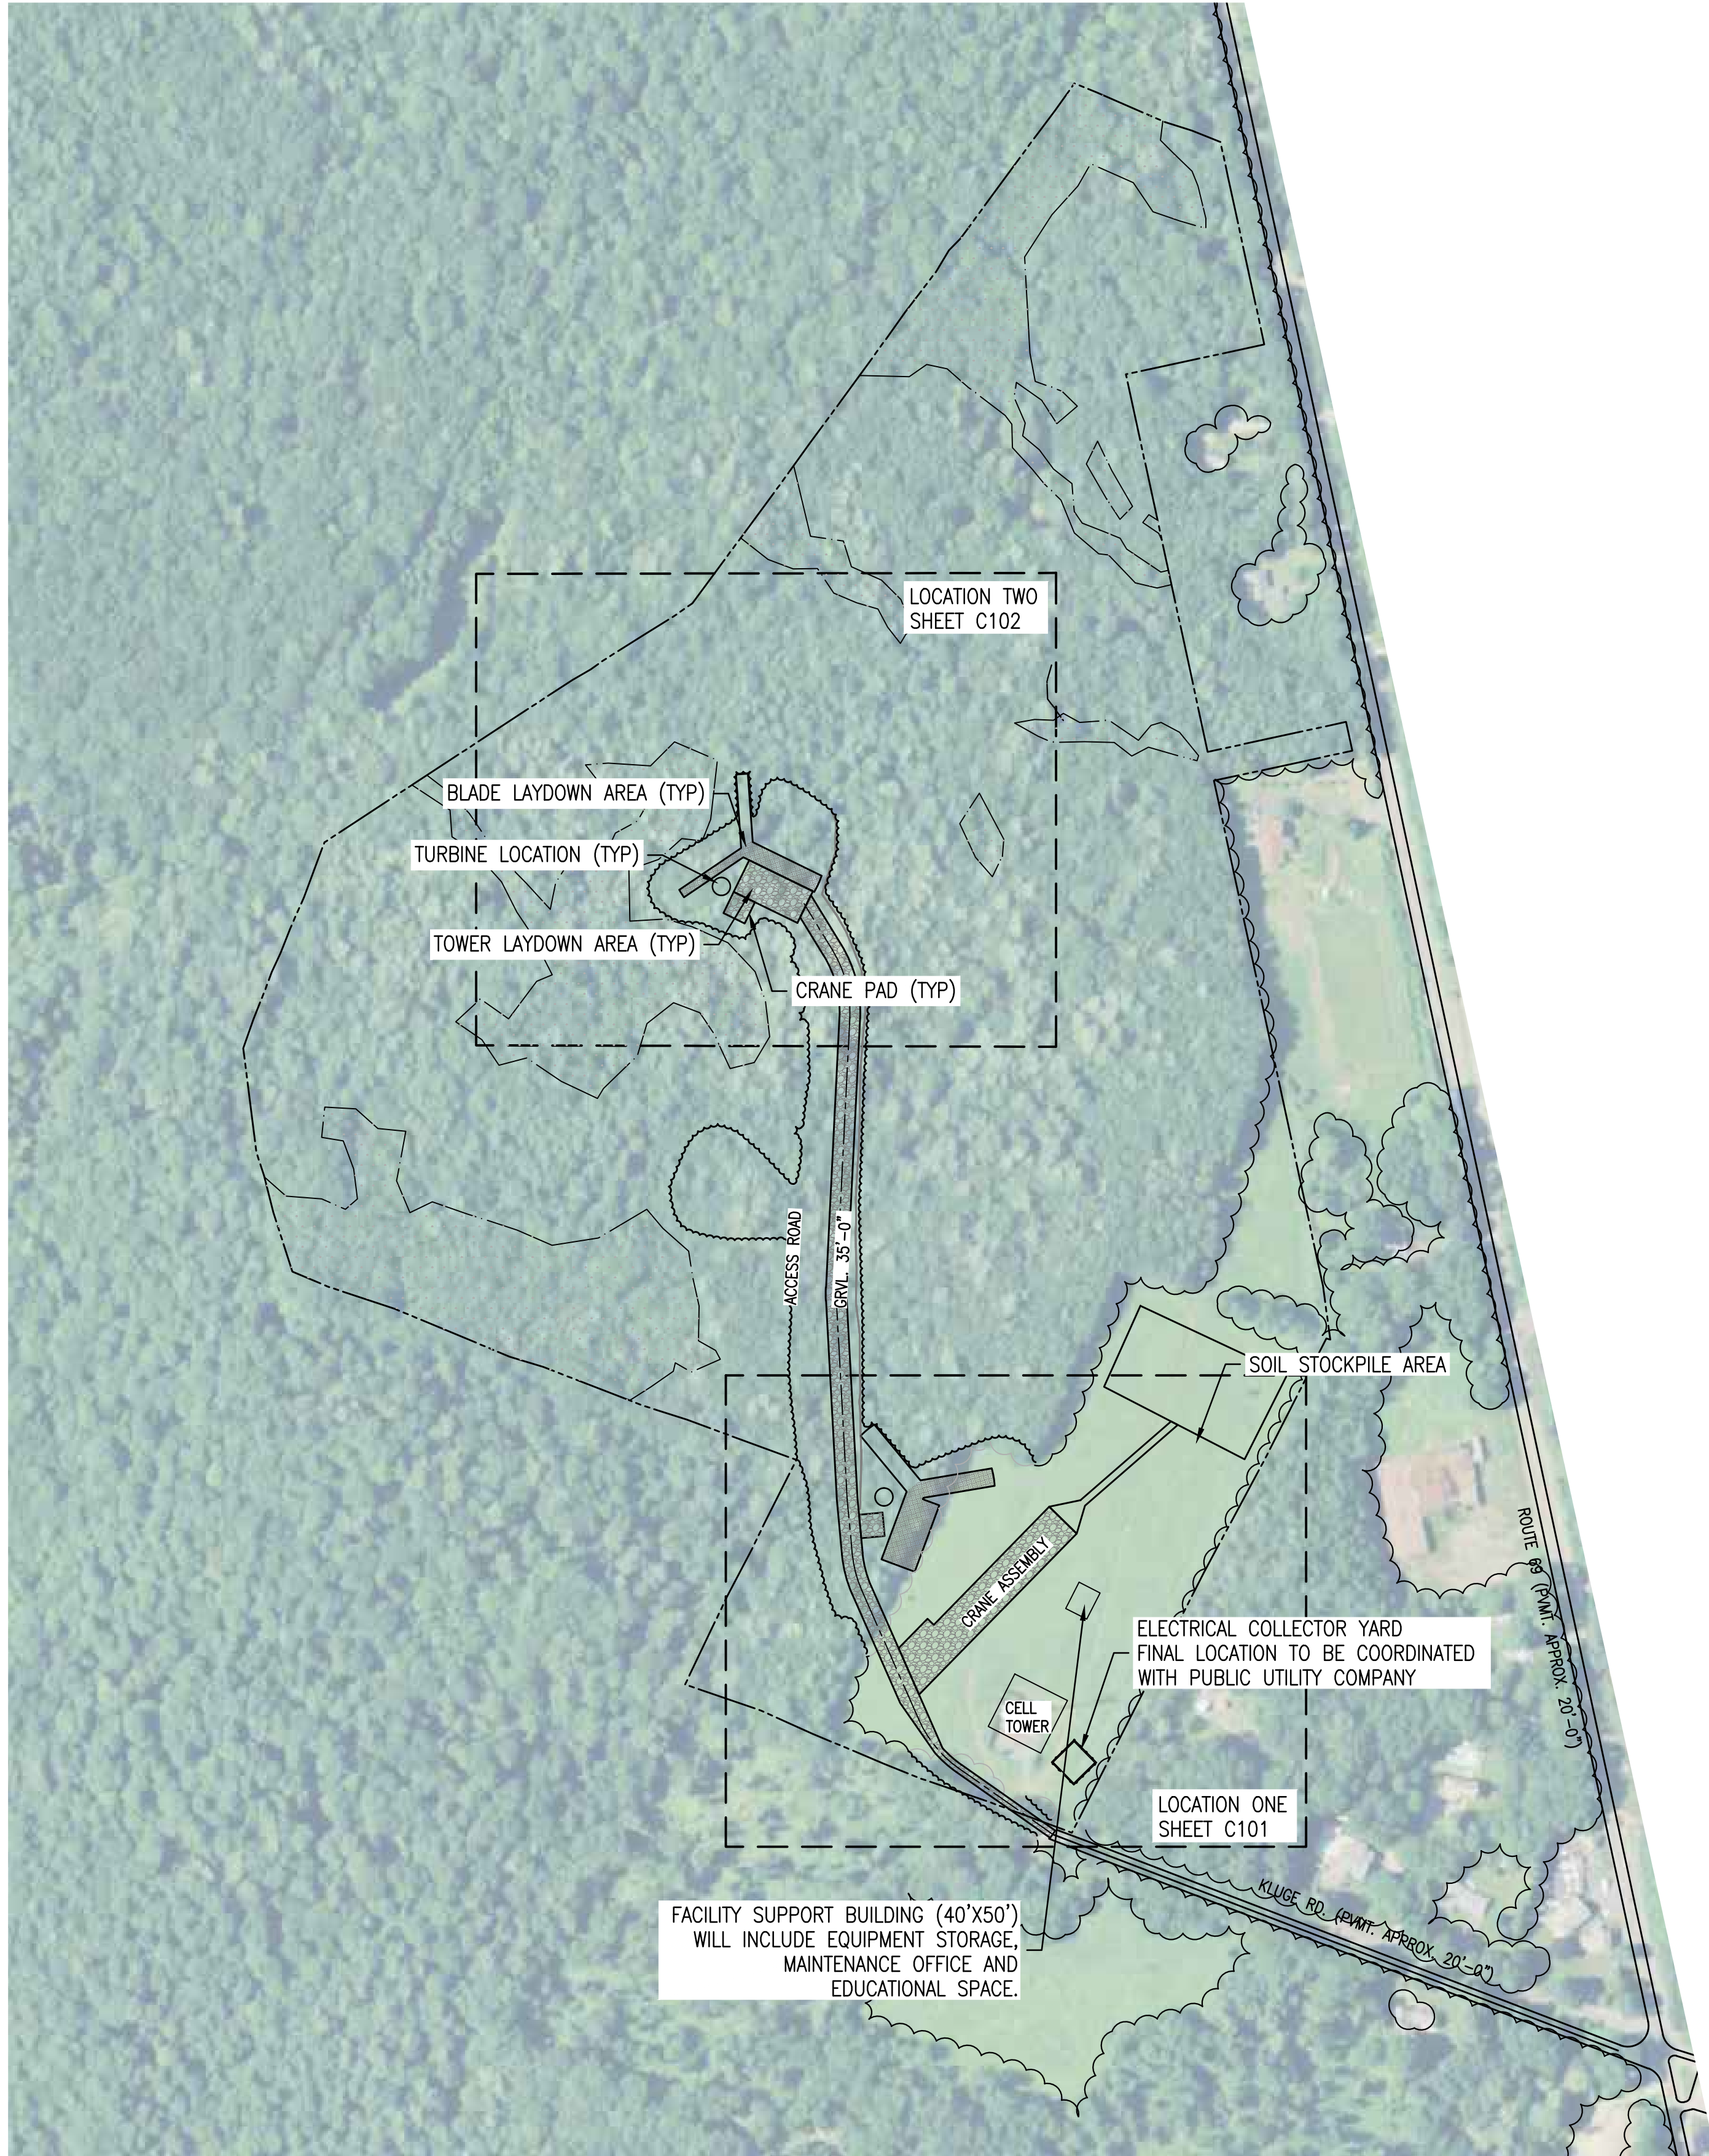 LOCATION TWO
SHEET C102
BLADE LAYDOWN AREA (TYP)
TURBINE LOCATION (TYP)
TOWER LAYDOWN AREA (TYP)
CRANE PAD (TYP)
ACCESS ROAD
GRVL. 35'-0"
SOIL STOCKPILE AREA
CRANE ASSEMBLY
ROUTE 69 (PVMT. APPROX. 20'-0")
ELECTRICAL COLLECTOR YARD
FINAL LOCATION TO BE COORDINATED
WITH PUBLIC UTILITY COMPANY
CELL
TOWER
LOCATION ONE
SHEET C101
KLUGE RD. (PVMT. APPROX. 20'-0")
FACILITY SUPPORT BUILDING (40'X50')
WILL INCLUDE EQUIPMENT STORAGE,
MAINTENANCE OFFICE AND
EDUCATIONAL SPACE.